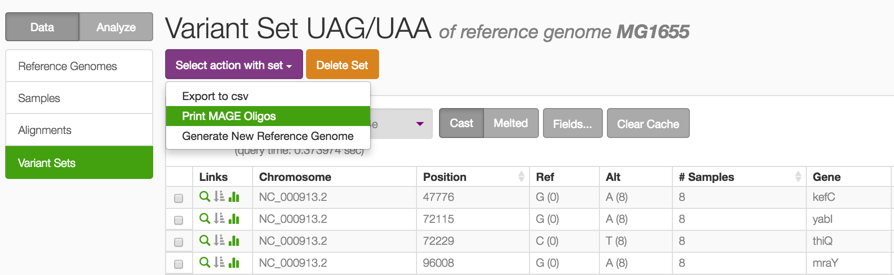 Data Analyze
Variant Set UAG/UAA of reference genome MG1655
Select action with set Delete Set
Reference Genomes
Samples
Alignments
Variant Sets
Export to csv
Print MAGE Oligos
Generate New Reference Genome
Cast Melted Fields... Clear Cache
(query time: 0.373974 sec)
Links Chromosome Position Ref Alt # Samples Gene
NC_000913.2 47776 G (0) A (8) 8 kefC
NC_000913.2 72115 G (0) A (8) 8 yabI
NC_000913.2 72229 C (0) T (8) 8 thiQ
NC_000913.2 96008 G (0) A (8) 8 mraY